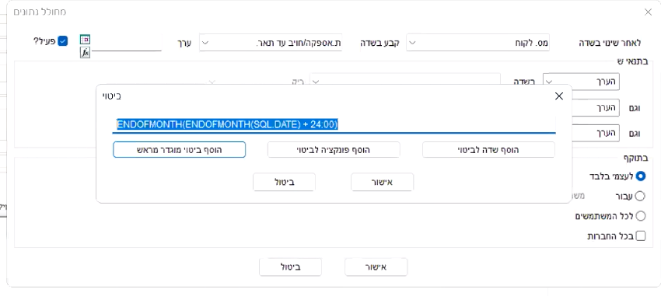 מחולל נתונים
לאחר שינוי בשדה מס. לקוח קבע בשדה ת.אספקה/חויב עד תאר. ערך פעיל?
בתנאי ש
הערך בשדה ביק
וגם הערך
וגם הערך
בתוקף
לעצמי בלבד
עבור
לכל המשתמשים
בכל החברות
אישור ביטול
ביטוי
ENDOFMONTH(ENDOFMONTH(SQL.DATE) + 24:00)
הוסף שדה לביטוי הוסף פונקציה לביטוי הוסף ביטוי מוגדר מראש
אישור ביטול